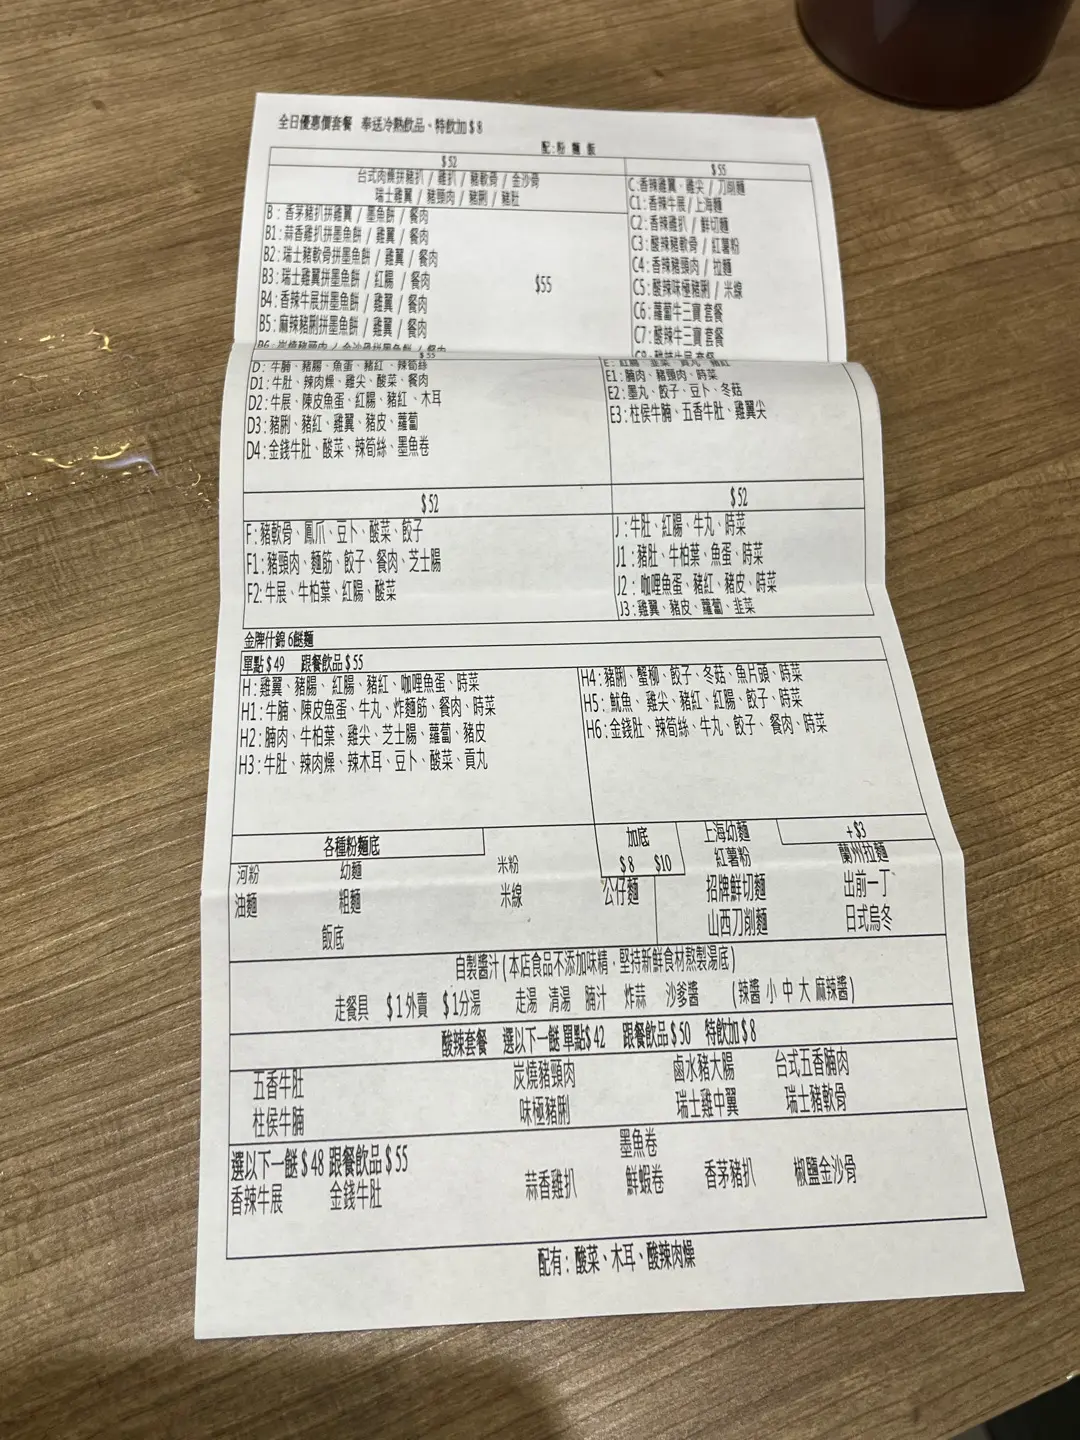 全日優惠價套餐 奉送冷熱飲品、特飲加$8
配:粉 麵 飯
$52
台式肉燥拼豬扒 / 雞扒 / 豬軟骨 / 金沙骨
瑞士雞翼 / 豬頸肉 / 豬脷 / 豬肚
B : 香茅豬扒拼雞翼 / 墨魚餅 / 餐肉
B1: 蒜香雞扒拼墨魚餅 / 雞翼 / 餐肉
B2: 瑞士豬軟骨拼墨魚餅 / 雞翼 / 餐肉
B3: 瑞士雞翼拼墨魚餅 / 紅腸 / 餐肉
B4: 香辣牛展拼墨魚餅 / 雞翼 / 餐肉
B5: 麻辣豬脷拼墨魚餅 / 雞翼 / 餐肉
B6: 炭燒豬頸肉 / 金沙骨拼墨魚餅 / 餐肉
$55
$55
C :香辣雞翼、雞尖 / 刀削麵
C1: 香辣牛展/上海麵
C2: 香辣雞扒 / 鮮切麵
C3: 酸辣豬軟骨 / 紅薯粉
C4: 香辣豬頸肉 / 拉麵
C5: 酸辣味極豬脷 / 米線
C6: 蘿蔔牛三寶 套餐
C7: 酸辣牛三寶 套餐
$55
D: 牛腩、豬腸、魚蛋、豬紅、辣筍絲
D1: 牛肚、辣肉燥、雞尖、酸菜、餐肉
D2: 牛展、陳皮魚蛋、紅腸、豬紅、木耳
D3: 豬脷、豬紅、雞翼、豬皮、蘿蔔
D4: 金錢牛肚、酸菜、辣筍絲、墨魚卷
E: 紅腸、韭菜、貢丸、豬紅
E1: 腩肉、豬頸肉、時菜
E2: 墨丸、餃子、豆卜、冬菇
E3: 柱侯牛腩、五香牛肚、雞翼尖
$52
F: 豬軟骨、鳳爪、豆卜、酸菜、餃子
F1: 豬頸肉、麵筋、餃子、餐肉、芝士腸
F2: 牛展、牛柏葉、紅腸、酸菜
$52
J : 牛肚、紅腸、牛丸、時菜
J1 : 豬肚、牛柏葉、魚蛋、時菜
J2 : 咖哩魚蛋、豬紅、豬皮、時菜
J3 : 雞翼、豬皮、蘿蔔、韭菜
金牌什錦 6餸麵
單點$49 跟餐飲品$55
H : 雞翼、豬腸、紅腸、豬紅、咖哩魚蛋、時菜
H1 : 牛腩、陳皮魚蛋、牛丸、炸麵筋、餐肉、時菜
H2 : 腩肉、牛柏葉、雞尖、芝士腸、蘿蔔、豬皮
H3 : 牛肚、辣肉燥、辣木耳、豆卜、酸菜、貢丸
H4: 豬脷、蟹柳、餃子、冬菇、魚片頭、時菜
H5: 魷魚、雞尖、豬紅、紅腸、餃子、時菜
H6: 金錢肚、辣筍絲、牛丸、餃子、餐肉、時菜
各種粉麵底
河粉 幼麵 米粉
油麵 粗麵 米線 公仔麵
飯底
加底
$8 $10
+$3
上海幼麵
紅薯粉 蘭州拉麵
招牌鮮切麵 出前一丁
山西刀削麵 日式烏冬
自製醬汁 ( 本店食品不添加味精、堅持新鮮食材熬製湯底 )
走餐具 $1外賣 $1分湯 走湯 清湯 腩汁 炸蒜 沙爹醬 (辣醬 小 中 大 麻辣醬)
酸辣套餐 選以下一餸 單點$42 跟餐飲品$50 特飲加$8
五香牛肚 炭燒豬頸肉 鹵水豬大腸 台式五香腩肉
柱侯牛腩 味極豬脷 瑞士雞中翼 瑞士豬軟骨
選以下一餸$48 跟餐飲品$55 墨魚卷
香辣牛展 金錢牛肚 蒜香雞扒 鮮蝦卷 香茅豬扒 椒鹽金沙骨
配有 : 酸菜、木耳、酸辣肉燥